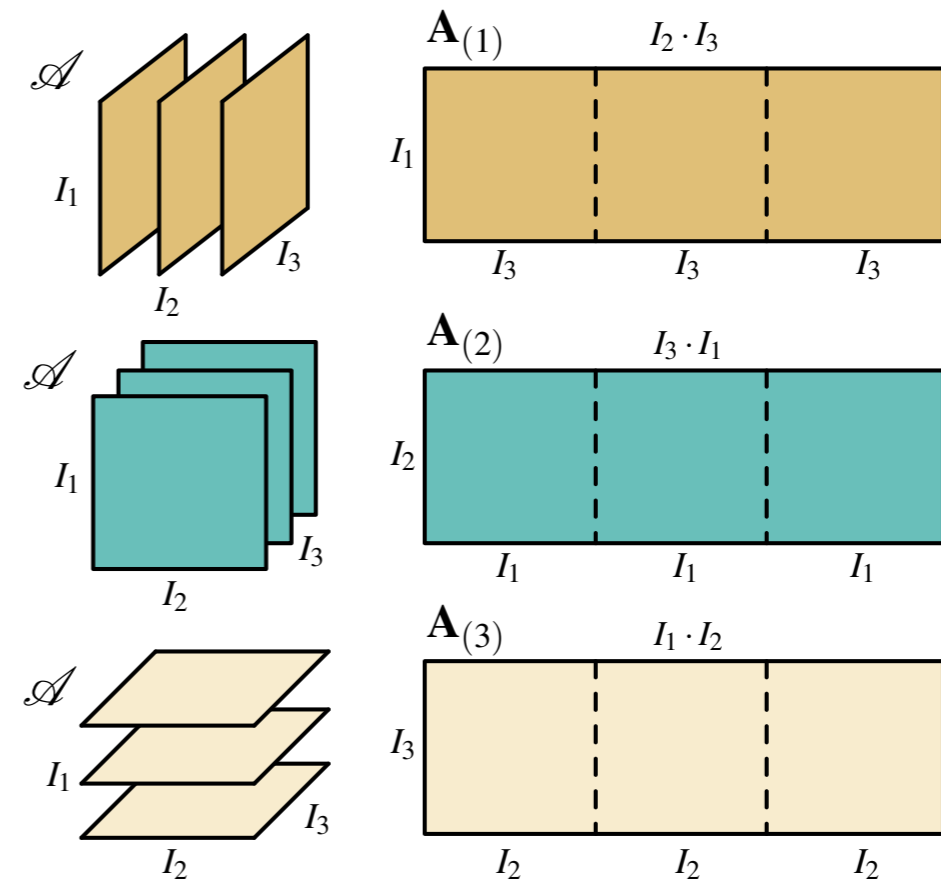 𝒜
I₁
I₂
I₃
A₍₁₎
I₂ · I₃
I₁
I₃ I₃ I₃
𝒜
I₁
I₂
I₃
A₍₂₎
I₃ · I₁
I₂
I₁ I₁ I₁
𝒜
I₁
I₂
I₃
A₍₃₎
I₁ · I₂
I₃
I₂ I₂ I₂